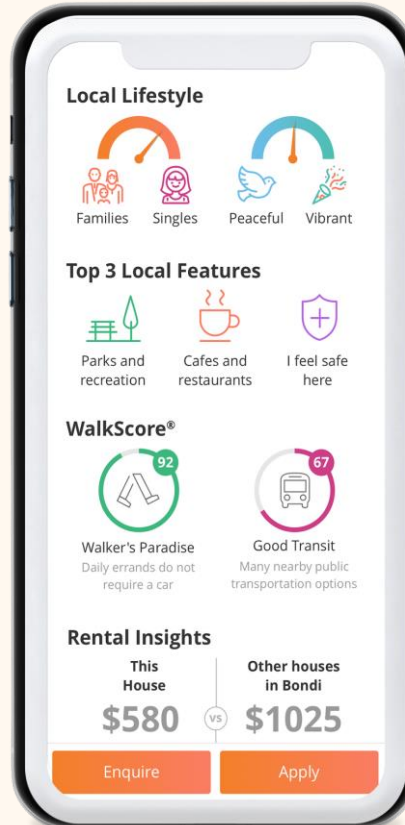 Local Lifestyle
Families Singles Peaceful Vibrant
Top 3 Local Features
Parks and
recreation
Cafes and
restaurants
I feel safe
here
WalkScore®
92
Walker's Paradise
Daily errands do not
require a car
67
Good Transit
Many nearby public
transportation options
Rental Insights
This
House
$580
vs
Other houses
in Bondi
$1025
Enquire Apply